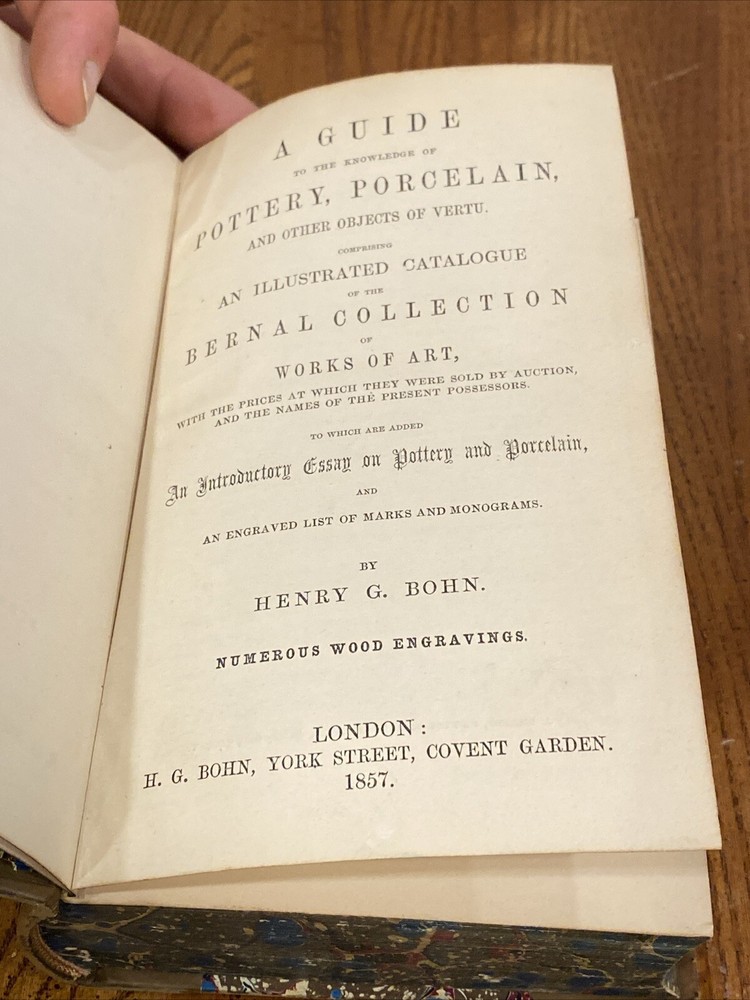 A GUIDE
TO THE KNOWLEDGE OF
POTTERY, PORCELAIN,
AND OTHER OBJECTS OF VERTU.
COMPRISING
AN ILLUSTRATED CATALOGUE
OF THE
BERNAL COLLECTION
OF
WORKS OF ART,
WITH THE PRICES AT WHICH THEY WERE SOLD BY AUCTION,
AND THE NAMES OF THE PRESENT POSSESSORS.
TO WHICH ARE ADDED
An Introductory Essay on Pottery and Porcelain,
AND
AN ENGRAVED LIST OF MARKS AND MONOGRAMS.
BY
HENRY G. BOHN.
NUMEROUS WOOD ENGRAVINGS.
LONDON:
H. G. BOHN, YORK STREET, COVENT GARDEN.
1857.